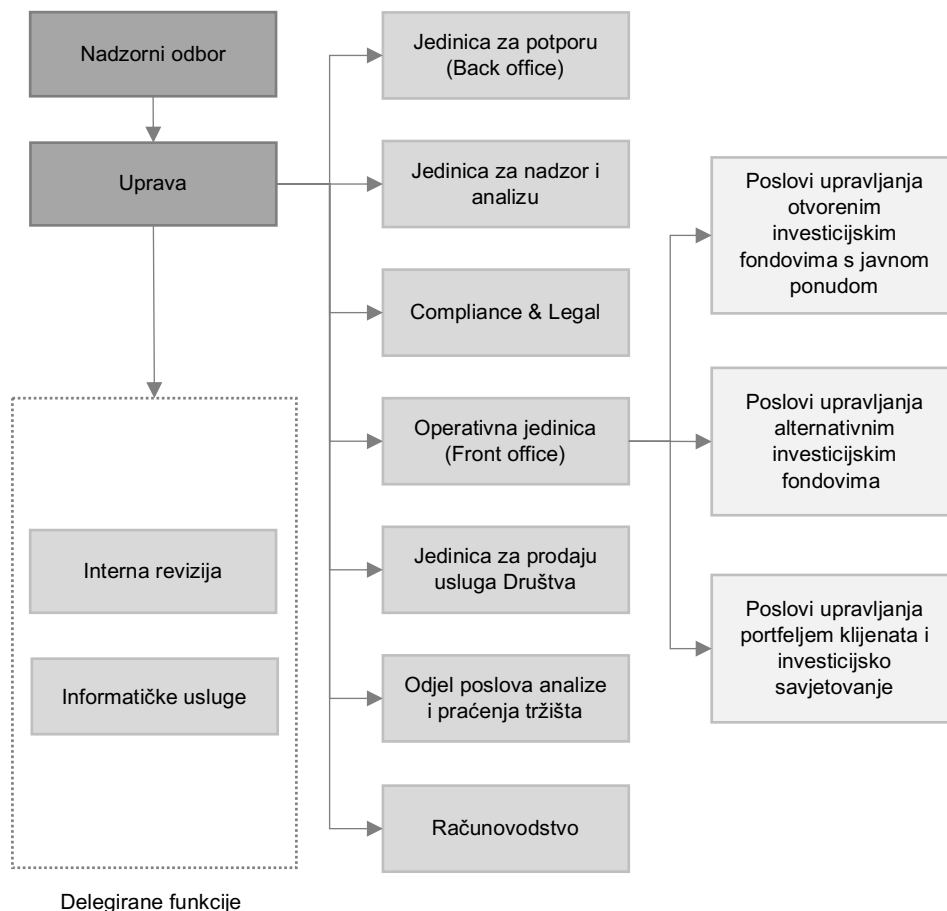 Nadzorni odbor
Uprava
Interna revizija
Informatičke usluge
Delegirane funkcije
Jedinica za potporu
(Back office)
Jedinica za nadzor i
analizu
Compliance & Legal
Operativna jedinica
(Front office)
Jedinica za prodaju
usluga Društva
Odjel poslova analize
i praćenja tržišta
Računovodstvo
Poslovi upravljanja
otvorenim
investicijskim
fondovima s javnom
ponudom
Poslovi upravljanja
alternativnim
investicijskim
fondovima
Poslovi upravljanja
portfeljem klijenata i
investicijsko
savjetovanje